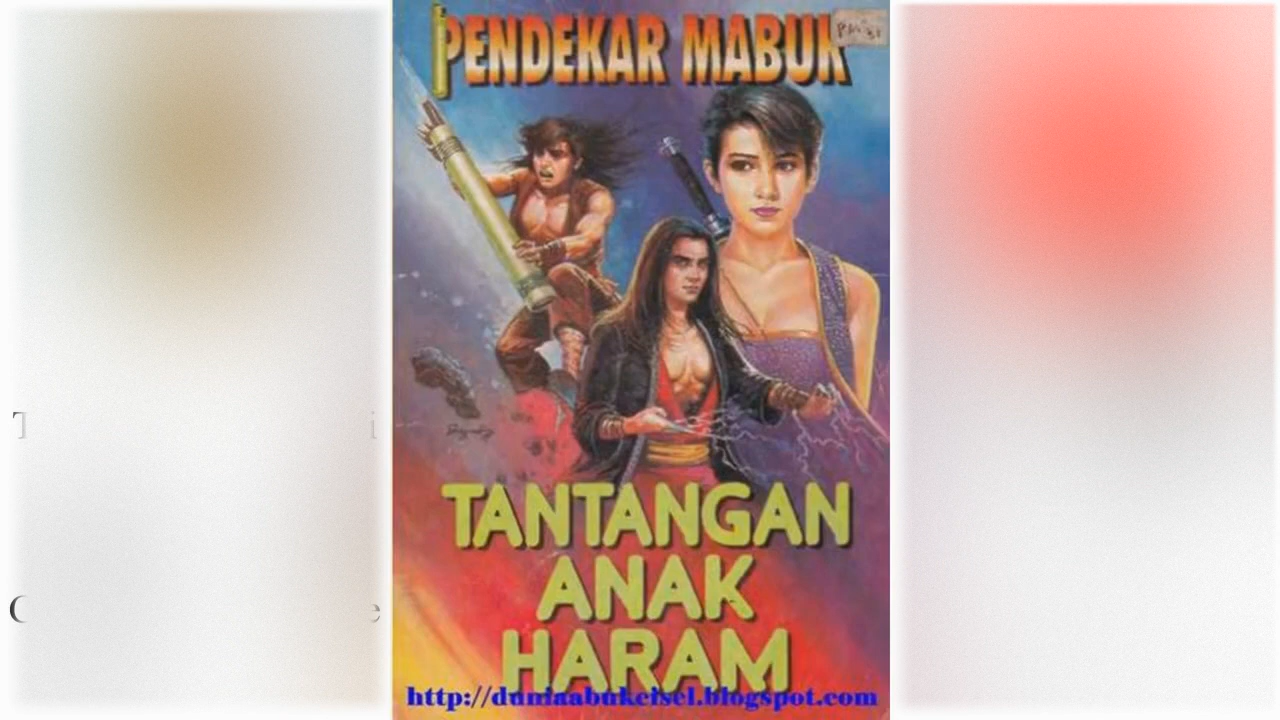 PENDEKAR MABUK
TANTANGAN
ANAK
HARAM
http://duniaabukeisel.blogspot.com